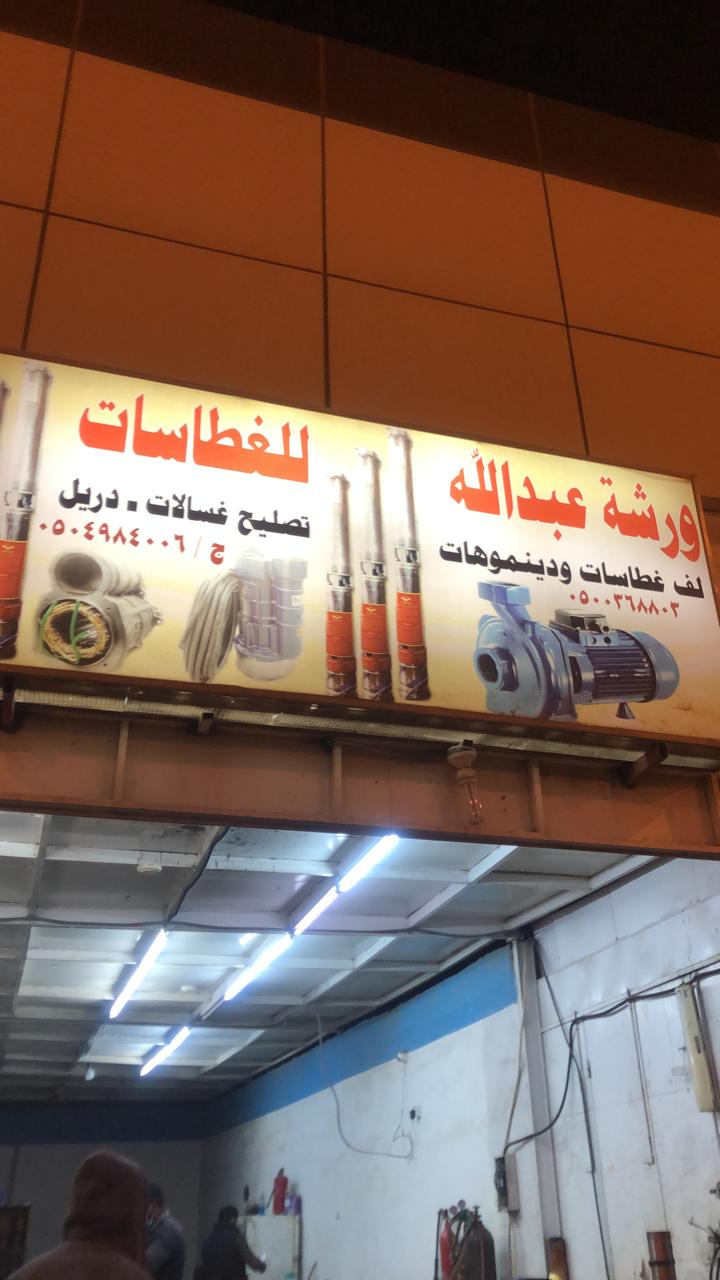 ورشة عبدالله للغطاسات
لف غطاسات ودينموهات
٠٥٠٠٣٦٨٨٠٣
تصليح غسالات - دريل
ج / ٠٥٠٤٩٨٤٠٠٦